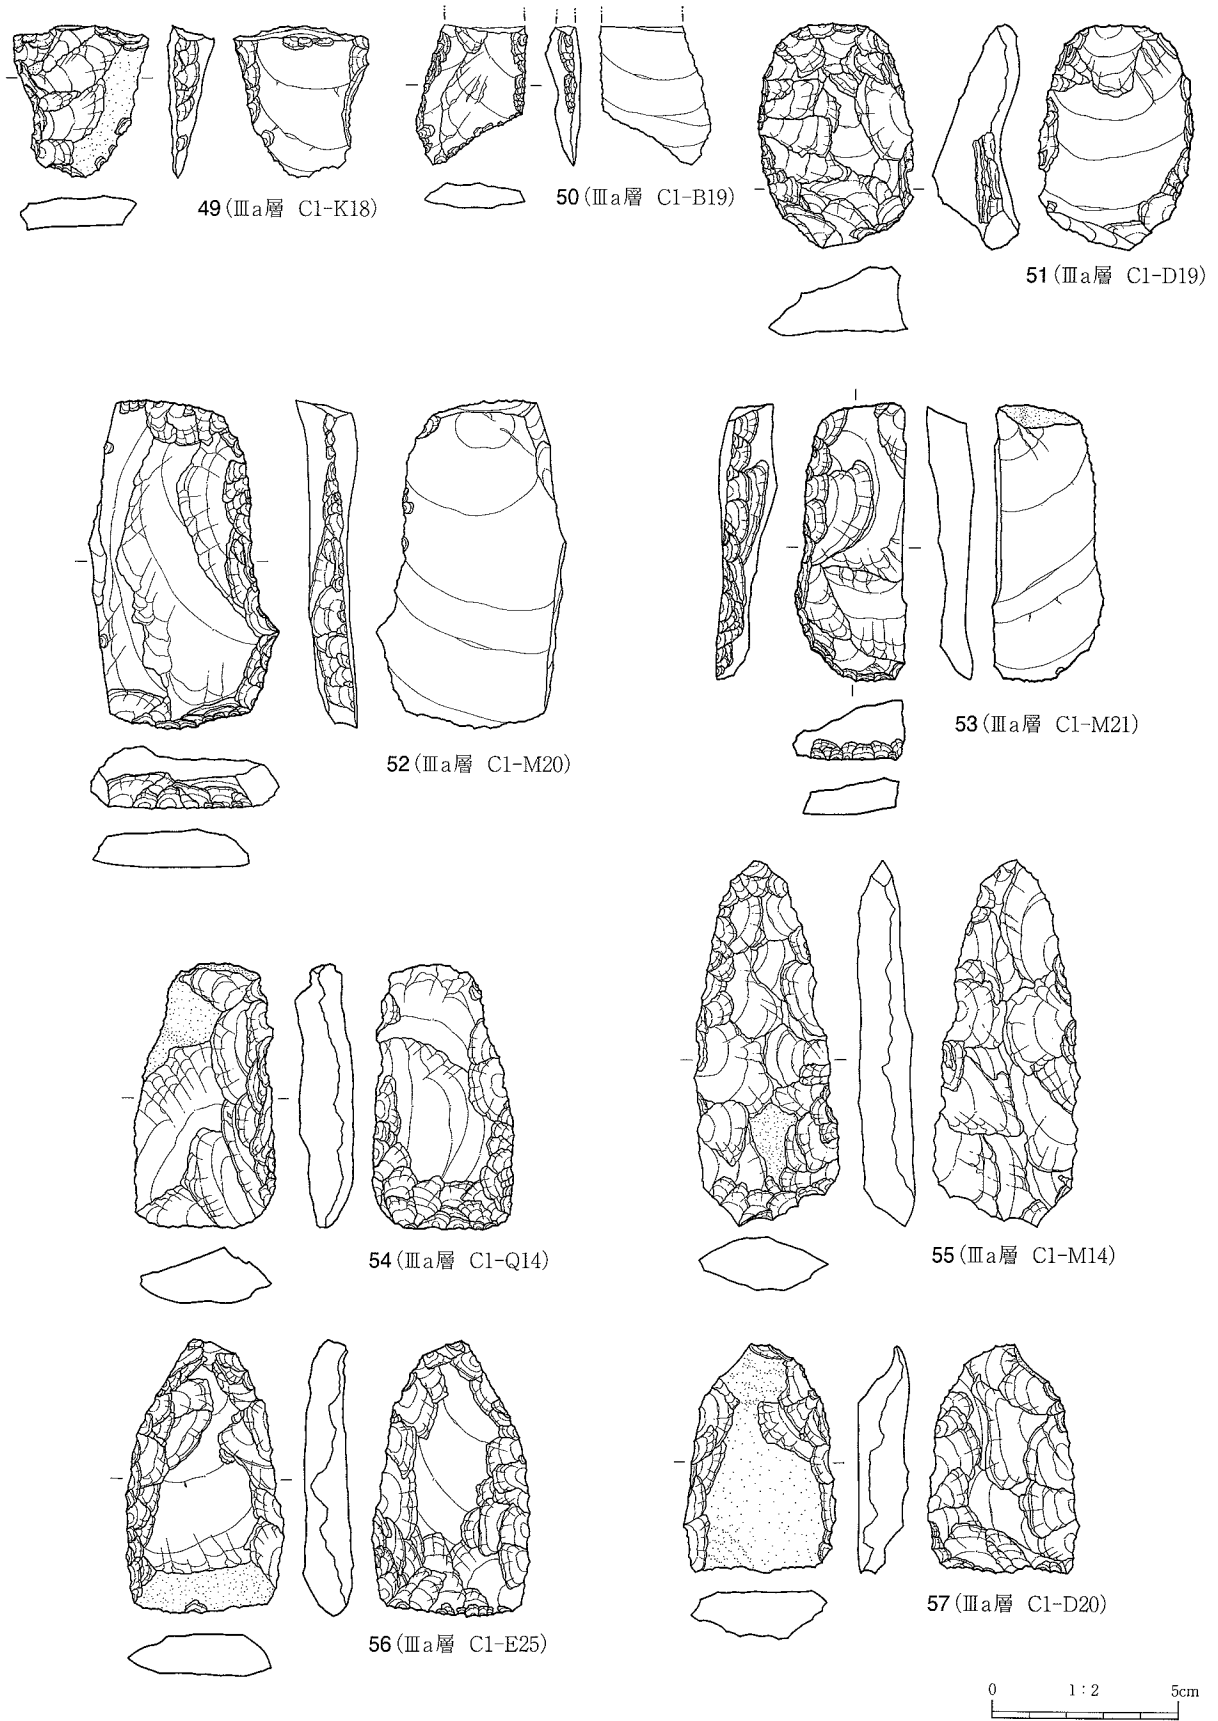 49 (Ⅲa層 C1-K18)
50 (Ⅲa層 C1-B19)
51 (Ⅲa層 C1-D19)
52 (Ⅲa層 C1-M20)
53 (Ⅲa層 C1-M21)
54 (Ⅲa層 C1-Q14)
55 (Ⅲa層 C1-M14)
56 (Ⅲa層 C1-E25)
57 (Ⅲa層 C1-D20)
0 1:2 5cm